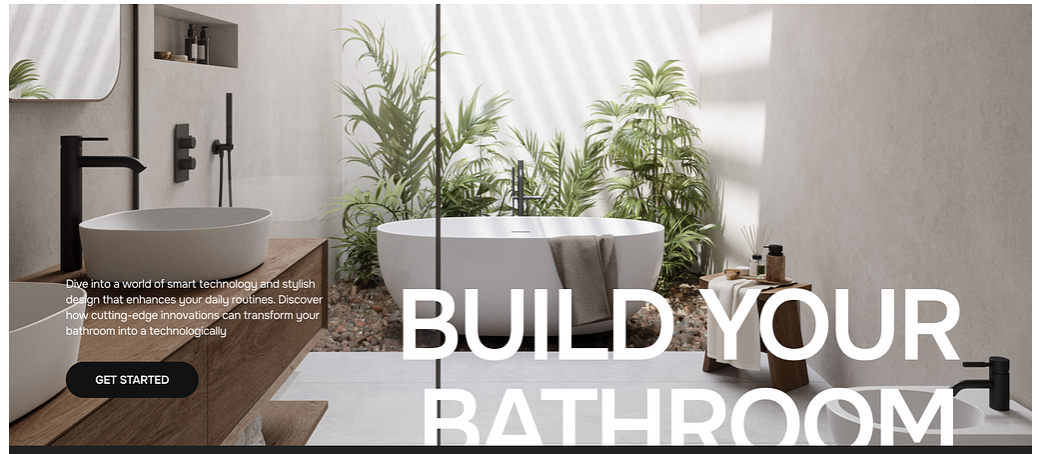 Dive into a world of smart technology and stylish
design that enhances your daily routines. Discover
how cutting-edge innovations can transform your
bathroom into a technologically
GET STARTED
BUILD YOUR
BATHROOM